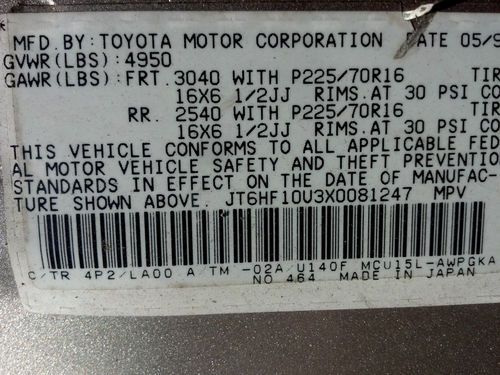 MFD.BY:TOYOTA MOTOR CORPORATION DATE 05/9
GVWR(LBS):4950
GAWR(LBS):FRT. 3040 WITH P225/70R16 TIR
16X6 1/2JJ RIMS.AT 30 PSI CO
RR. 2540 WITH P225/70R16 TIR
16X6 1/2JJ RIMS.AT 30 PSI CO
THIS VEHICLE CONFORMS TO ALL APPLICABLE FED
AL MOTOR VEHICLE SAFETY AND THEFT PREVENTIO
STANDARDS IN EFFECT ON THE DATE OF MANUFAC-
TURE SHOWN ABOVE. JT6HF10U3X0081247 MPV
C/TR 4P2/LA00 A/TM -02A/U140F MCU15L-AWPGKA
NO 464 MADE IN JAPAN